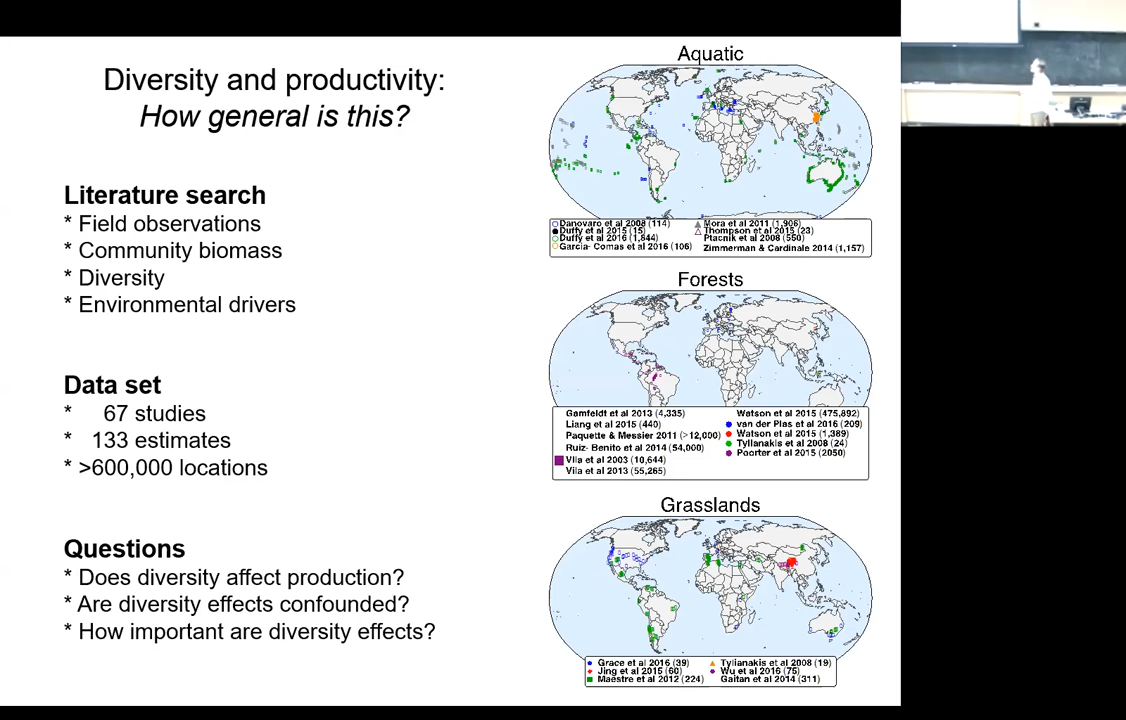 Diversity and productivity:
How general is this?
Literature search
* Field observations
* Community biomass
* Diversity
* Environmental drivers
Data set
* 67 studies
* 133 estimates
* >600,000 locations
Questions
* Does diversity affect production?
* Are diversity effects confounded?
* How important are diversity effects?
Aquatic
Danovaro et al 2008 (114)
Duffy et al 2015 (15)
Duffy et al 2016 (1,844)
Garcia- Comas et al 2016 (106)
Mora et al 2011 (1,906)
Thompson et al 2015 (23)
Ptacnik et al 2008 (550)
Zimmerman & Cardinale 2014 (1,157)
Forests
Gamfeldt et al 2013 (4,335)
Liang et al 2015 (440)
Paquette & Messier 2011 (>12,000)
Ruiz- Benito et al 2014 (54,000)
Vila et al 2003 (10,644)
Vila et al 2013 (55,265)
Watson et al 2015 (475,892)
van der Plas et al 2016 (209)
Watson et al 2015 (1,389)
Tylianakis et al 2008 (24)
Poorter et al 2015 (2050)
Grasslands
Grace et al 2016 (39)
Jing et al 2015 (60)
Maestre et al 2012 (224)
Tylianakis et al 2008 (19)
Wu et al 2016 (75)
Gaitan et al 2014 (311)